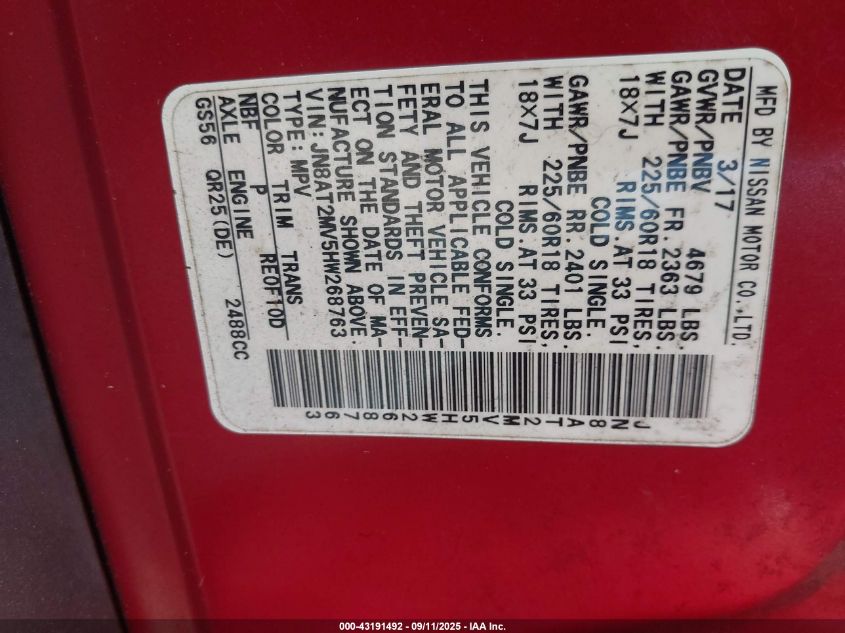 MFD BY NISSAN MOTOR CO., LTD.
DATE 3/17
GVWR/PNBV 4679 LBS.
GAWR/PNBE FR. 2363 LBS.
WITH 225/60R18 TIRES,
18X7J RIMS AT 33 PSI
COLD SINGLE.
GAWR/PNBE RR. 2401 LBS.
WITH 225/60R18 TIRES,
18X7J RIMS.AT 33 PSI
COLD SINGLE.
THIS VEHICLE CONFORMS
TO ALL APPLICABLE FED-
ERAL MOTOR VEHICLE SA-
FETY AND THEFT PREVEN-
TION STANDARDS IN EFF-
ECT ON THE DATE OF MA-
NUFACTURE SHOWN ABOVE.
VIN: JN8AT2MV5HW268763
TYPE: MPV
COLOR TRIM TRANS
NBF P RE0F10D
AXLE ENGINE
GS56 QR25(DE) 2488CC
JN8AT2MV5HW268763
000-43191492 - 09/11/2025 - IAA Inc.